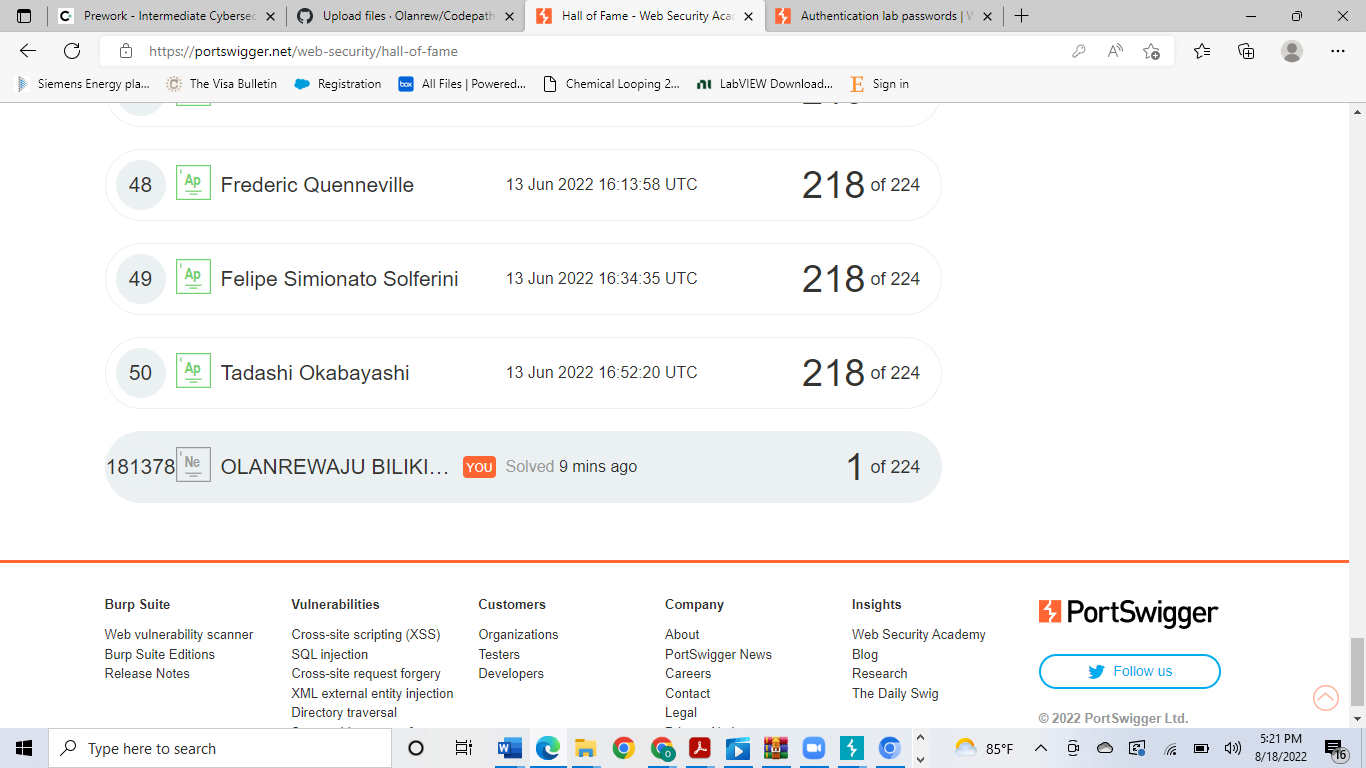 Prework - Intermediate Cybersec
Upload files · Olanrew/Codepath
Hall of Fame - Web Security Aca
Authentication lab passwords | W
https://portswigger.net/web-security/hall-of-fame
Siemens Energy pla...
The Visa Bulletin
Registration
box All Files | Powered...
Chemical Looping 2...
LabVIEW Download...
Sign in
48 Ap Frederic Quenneville 13 Jun 2022 16:13:58 UTC 218 of 224
49 Ap Felipe Simionato Solferini 13 Jun 2022 16:34:35 UTC 218 of 224
50 Ap Tadashi Okabayashi 13 Jun 2022 16:52:20 UTC 218 of 224
181378 Ne OLANREWAJU BILIKI... YOU Solved 9 mins ago 1 of 224
Burp Suite
Web vulnerability scanner
Burp Suite Editions
Release Notes
Vulnerabilities
Cross-site scripting (XSS)
SQL injection
Cross-site request forgery
XML external entity injection
Directory traversal
Customers
Organizations
Testers
Developers
Company
About
PortSwigger News
Careers
Contact
Legal
Insights
Web Security Academy
Blog
Research
The Daily Swig
PortSwigger
Follow us
© 2022 PortSwigger Ltd.
Type here to search
85°F
5:21 PM
8/18/2022
16